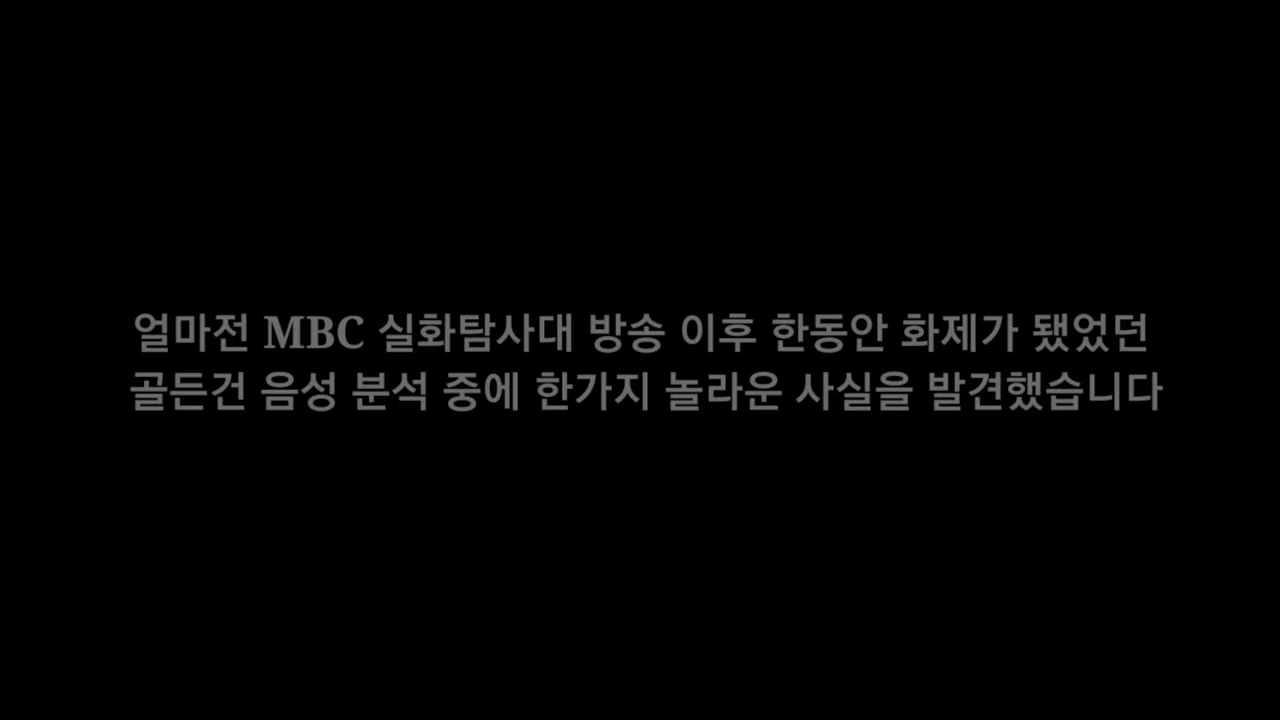 얼마전 MBC 실화탐사대 방송 이후 한동안 화제가 됐었던
골든건 음성 분석 중에 한가지 놀라운 사실을 발견했습니다